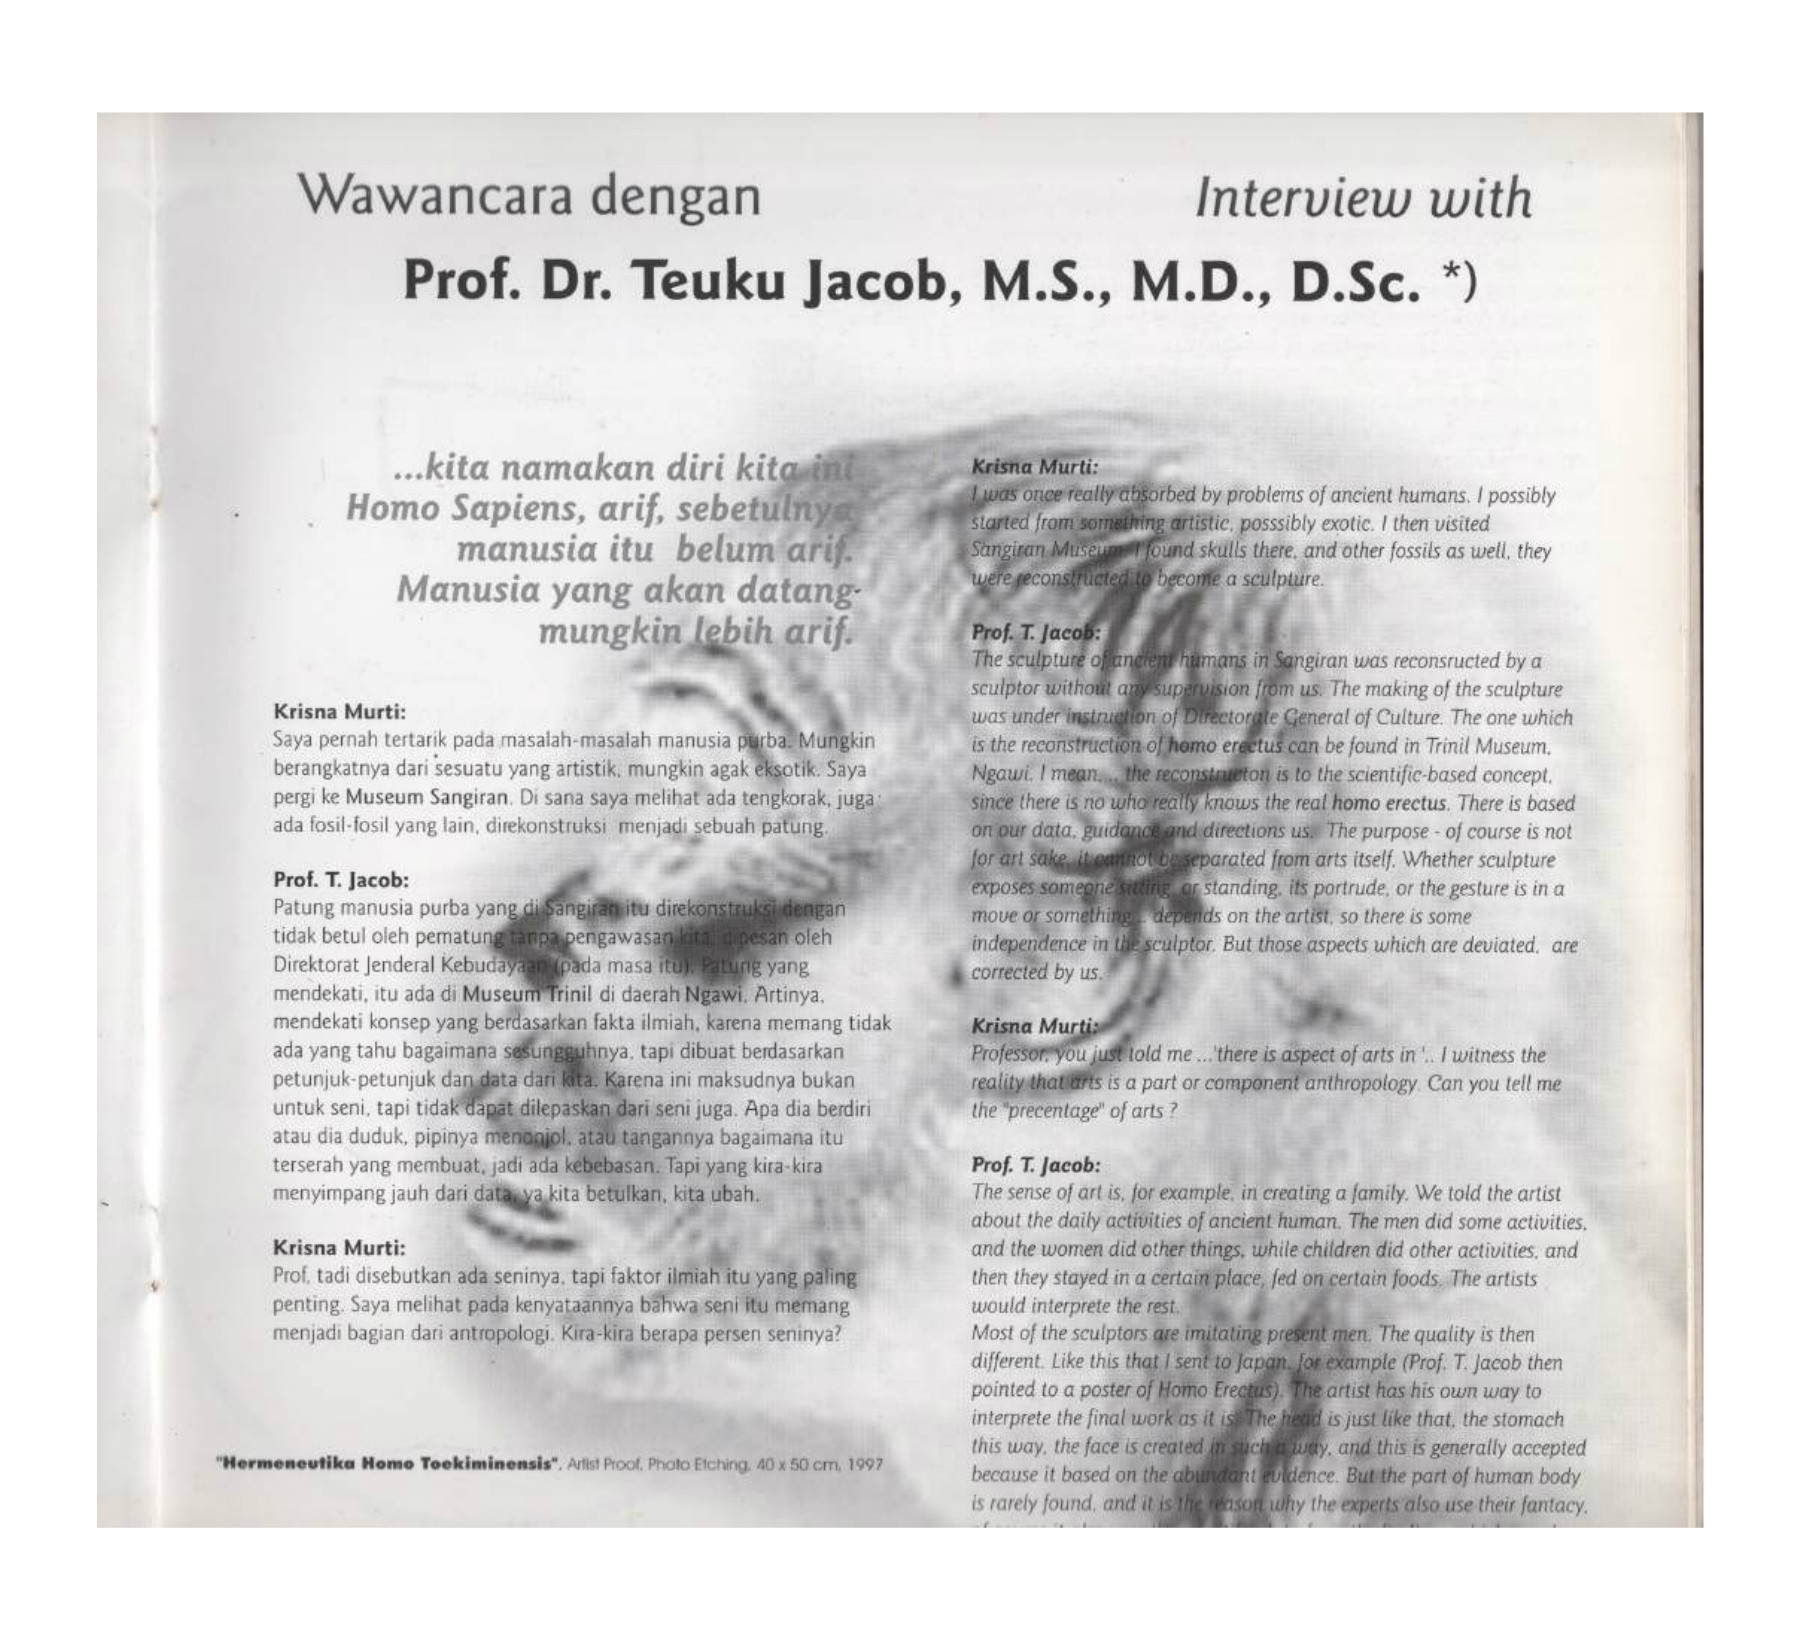 Wawancara dengan
Interview with
Prof. Dr. Teuku Jacob, M.S., M.D., D.Sc. *)
...kita namakan diri kita ini
Homo Sapiens, arif, sebetulnya
manusia itu belum arif.
Manusia yang akan datang-
mungkin lebih arif.
Krisna Murti:
Saya pernah tertarik pada masalah-masalah manusia purba. Mungkin
berangkatnya dari sesuatu yang artistik, mungkin agak eksotik. Saya
pergi ke Museum Sangiran. Di sana saya melihat ada tengkorak, juga
ada fosil-fosil yang lain, direkonstruksi menjadi sebuah patung.
Prof. T. Jacob:
Patung manusia purba yang di Sangiran itu direkonstruksi dengan
tidak betul oleh pematung tanpa pengawasan kita, dipesan oleh
Direktorat Jenderal Kebudayaan (pada masa itu). Patung yang
mendekati, itu ada di Museum Trinil di daerah Ngawi. Artinya,
mendekati konsep yang berdasarkan fakta ilmiah, karena memang tidak
ada yang tahu bagaimana sesungguhnya, tapi dibuat berdasarkan
petunjuk-petunjuk dan data dari kita. Karena ini maksudnya bukan
untuk seni, tapi tidak dapat dilepaskan dari seni juga. Apa dia berdiri
atau dia duduk, pipinya menonjol, atau tangannya bagaimana itu
terserah yang membuat, jadi ada kebebasan. Tapi yang kira-kira
menyimpang jauh dari data, ya kita betulkan, kita ubah.
Krisna Murti:
Prof, tadi disebutkan ada seninya, tapi faktor ilmiah itu yang paling
penting. Saya melihat pada kenyataannya bahwa seni itu memang
menjadi bagian dari antropologi. Kira-kira berapa persen seninya?
"Hermeneutika Homo Toekiminensis", Artist Proof, Photo Etching, 40 x 50 cm, 1997
Krisna Murti:
I was once really absorbed by problems of ancient humans. I possibly
started from something artistic, posssibly exotic. I then visited
Sangiran Museum. I found skulls there, and other fossils as well, they
were reconstructed to become a sculpture.
Prof. T. Jacob:
The sculpture of ancient humans in Sangiran was reconsructed by a
sculptor without any supervision from us. The making of the sculpture
was under instruction of Directorate General of Culture. The one which
is the reconstruction of homo erectus can be found in Trinil Museum,
Ngawi. I mean,... the reconstructon is to the scientific-based concept,
since there is no who really knows the real homo erectus. There is based
on our data, guidance and directions us. The purpose - of course is not
for art sake, it cannot be separated from arts itself. Whether sculpture
exposes someone sitting, or standing, its portrude, or the gesture is in a
move or something... depends on the artist, so there is some
independence in the sculptor. But those aspects which are deviated, are
corrected by us.
Krisna Murti:
Professor, you just told me ...'there is aspect of arts in '.. I witness the
reality that arts is a part or component anthropology. Can you tell me
the "precentage" of arts ?
Prof. T. Jacob:
The sense of art is, for example, in creating a family. We told the artist
about the daily activities of ancient human. The men did some activities,
and the women did other things, while children did other activities, and
then they stayed in a certain place, fed on certain foods. The artists
would interprete the rest.
Most of the sculptors are imitating present men. The quality is then
different. Like this that I sent to Japan, for example (Prof. T. Jacob then
pointed to a poster of Homo Erectus). The artist has his own way to
interprete the final work as it is. The head is just like that, the stomach
this way, the face is created in such a way, and this is generally accepted
because it based on the abundant evidence. But the part of human body
is rarely found, and it is the reason why the experts also use their fantacy,